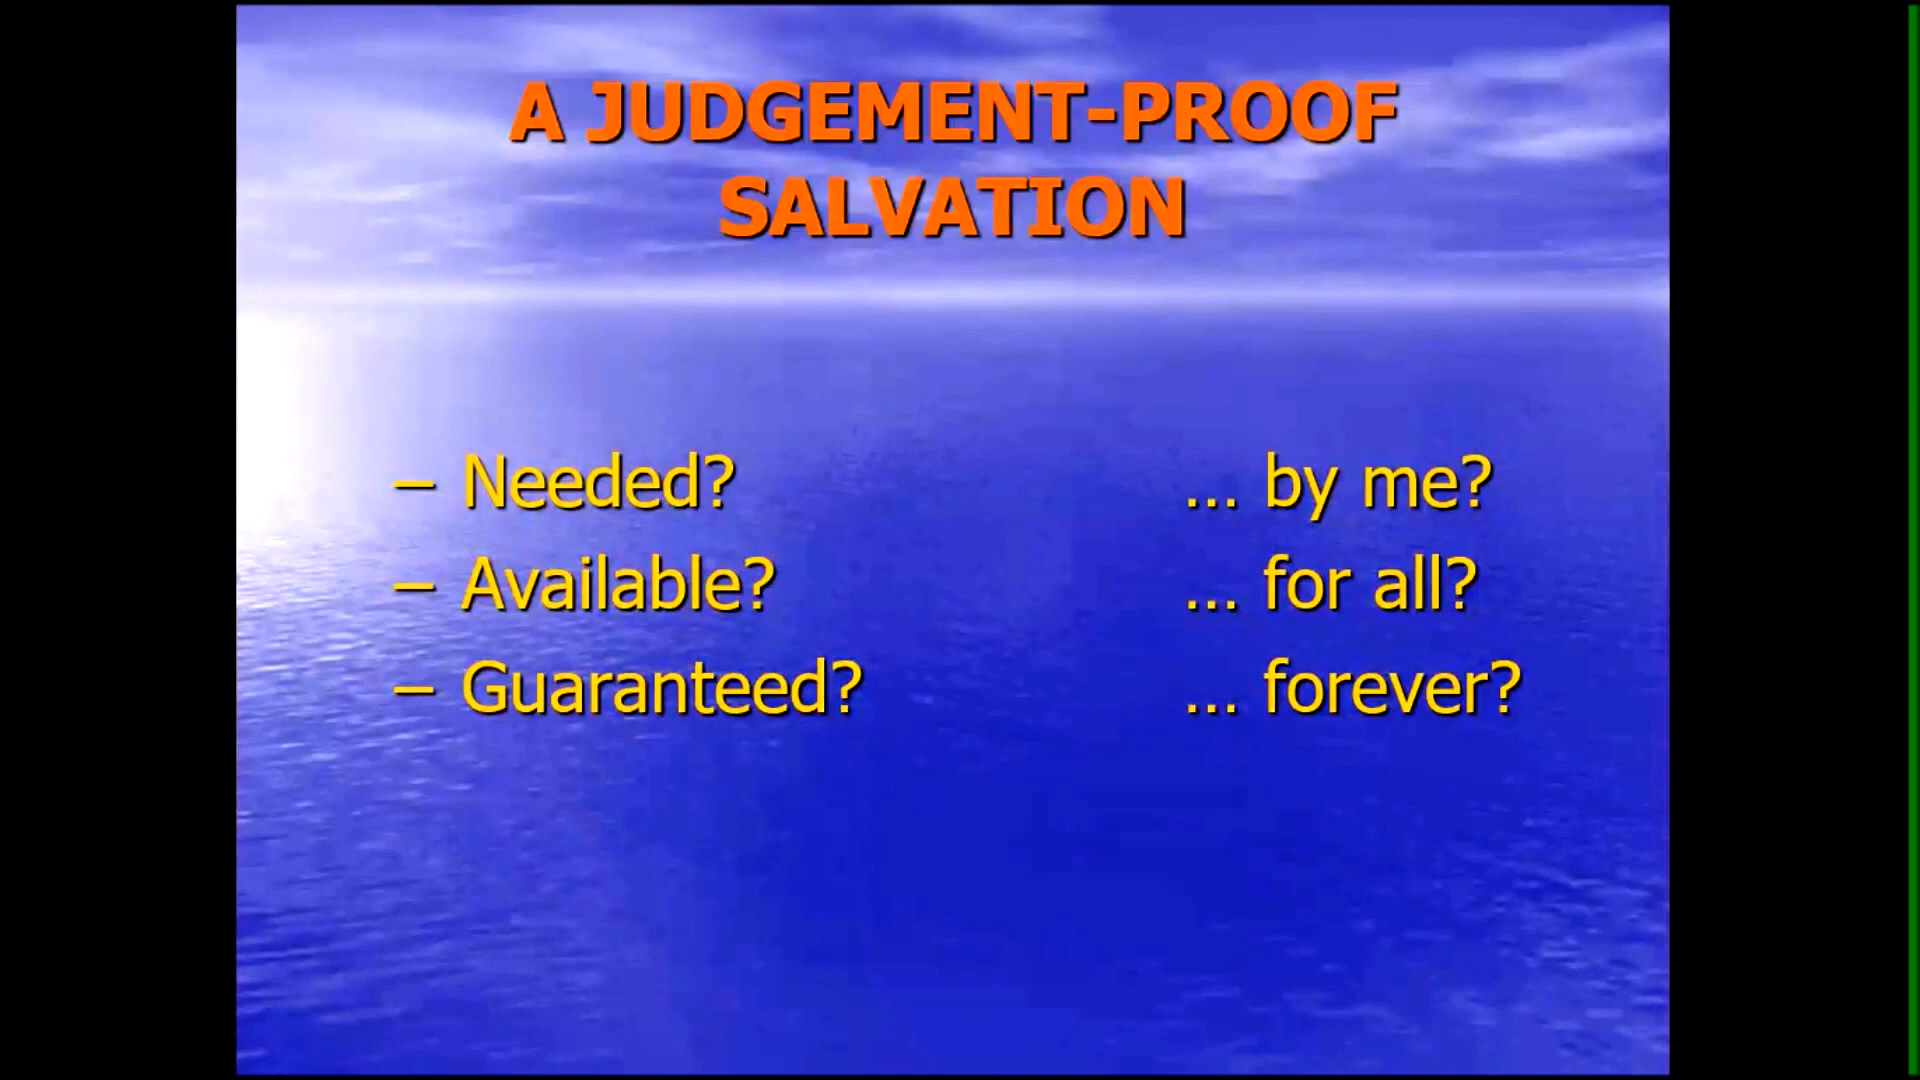 A JUDGEMENT-PROOF
SALVATION
– Needed? ... by me?
– Available? ... for all?
– Guaranteed? ... forever?